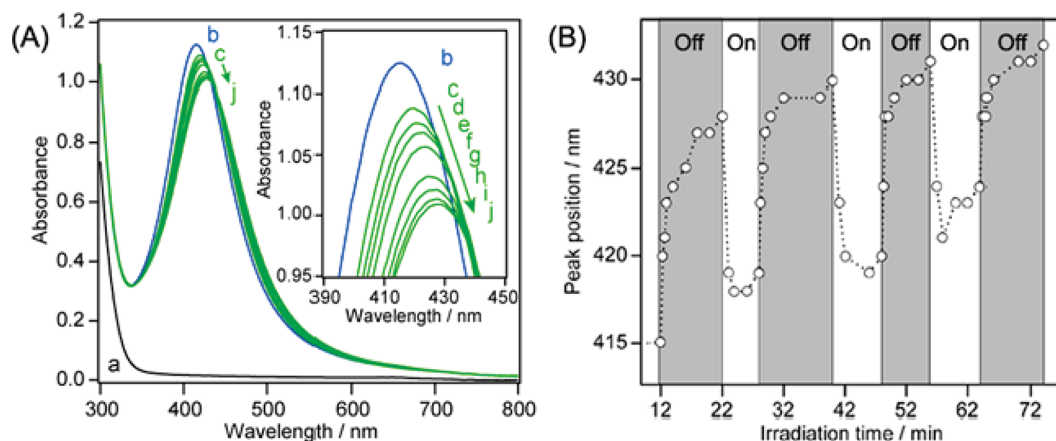 (A)
1.2
1.0
0.8
0.6
0.4
0.2
0.0
Absorbance
b
c
j
a
300 400 500 600 700 800
Wavelength / nm
1.15
1.10
1.05
1.00
0.95
Absorbance
b
c
d
e
f
g
h
i
j
390 410 430 450
Wavelength / nm
(B)
Off On Off On Off On Off
430
425
420
415
Peak position / nm
12 22 32 42 52 62 72
Irradiation time / min